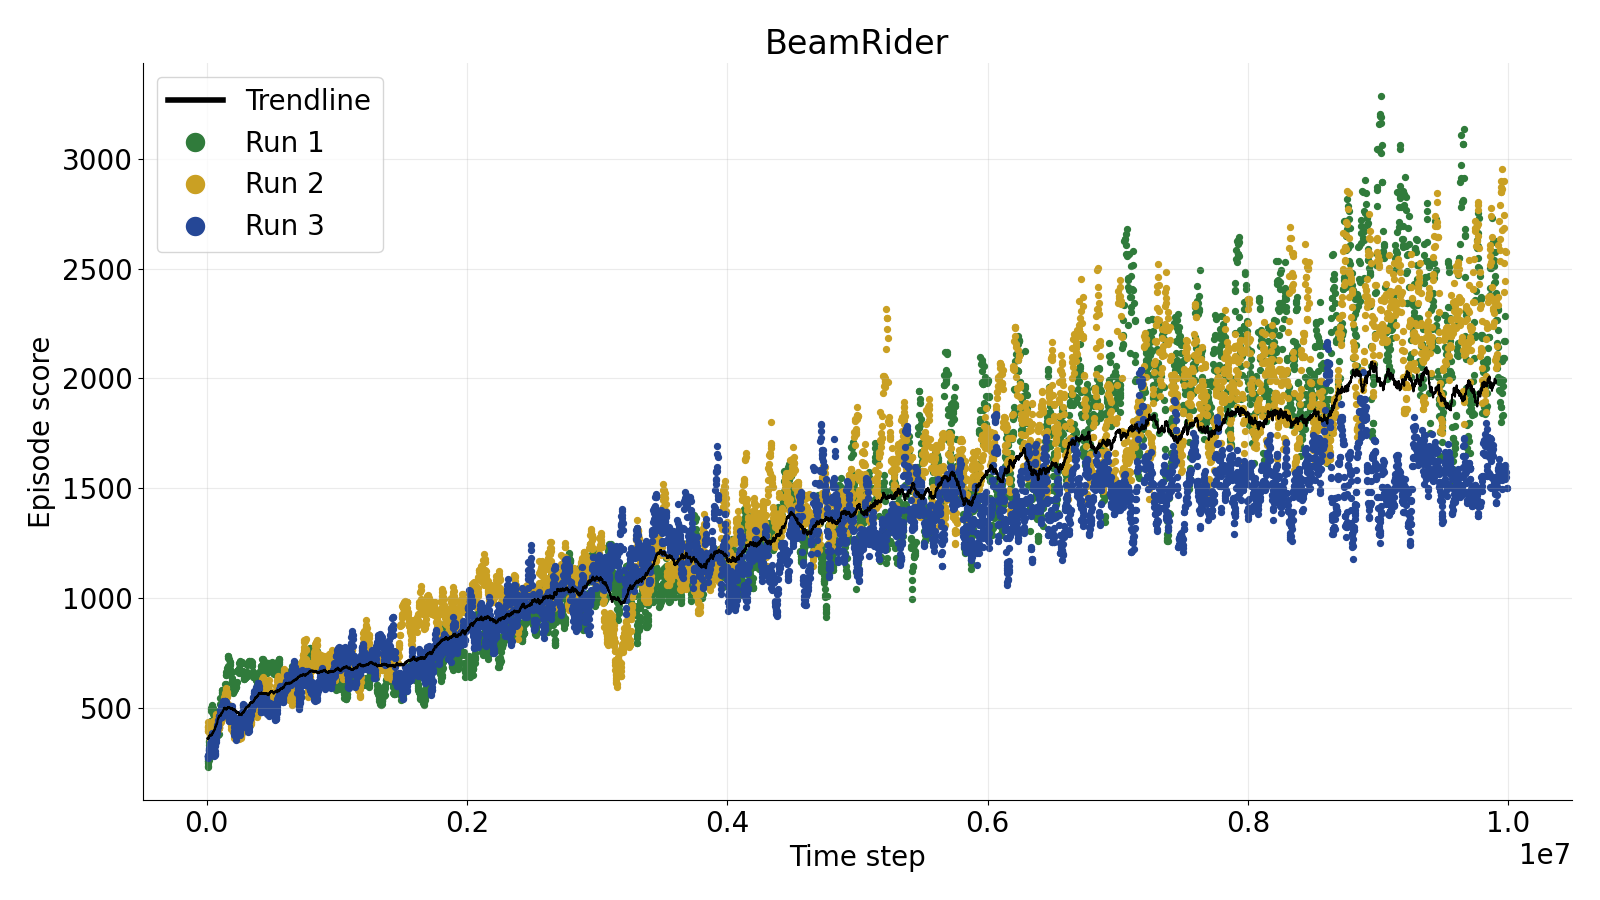 BeamRider
Trendline
Run 1
Run 2
Run 3
Episode score
3000
2500
2000
1500
1000
500
0.0
0.2
0.4
0.6
0.8
1.0
1e7
Time step